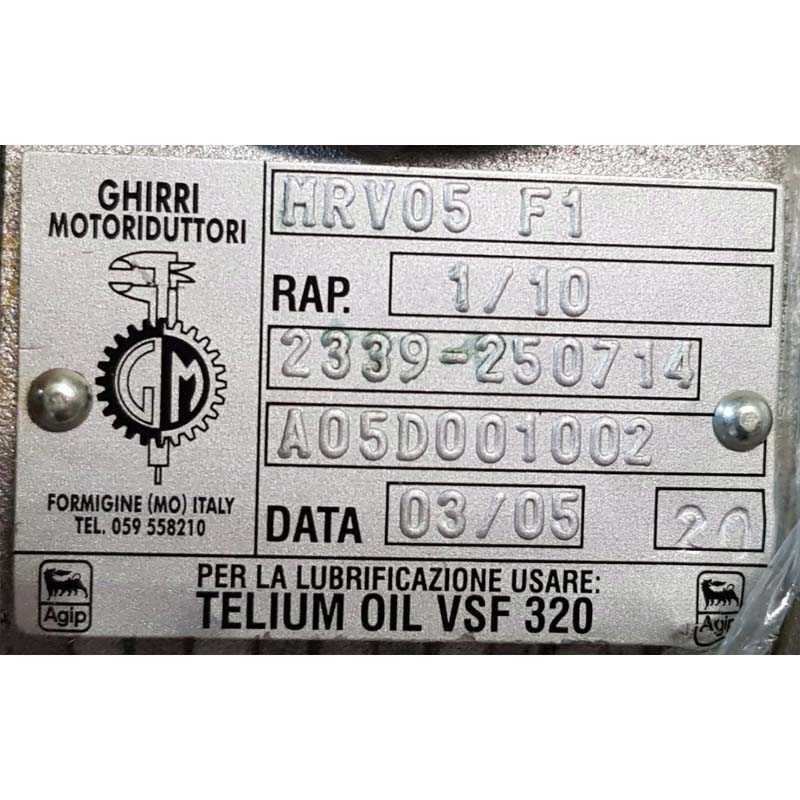 GHIRRI
MOTORIDUTTORI
GM
FORMIGINE (MO) ITALY
TEL. 059 558210
MRV05 F1
RAP. 1/10
2339-250714
A05D001002
DATA 03/05 20
PER LA LUBRIFICAZIONE USARE:
TELIUM OIL VSF 320
Agip
Agip